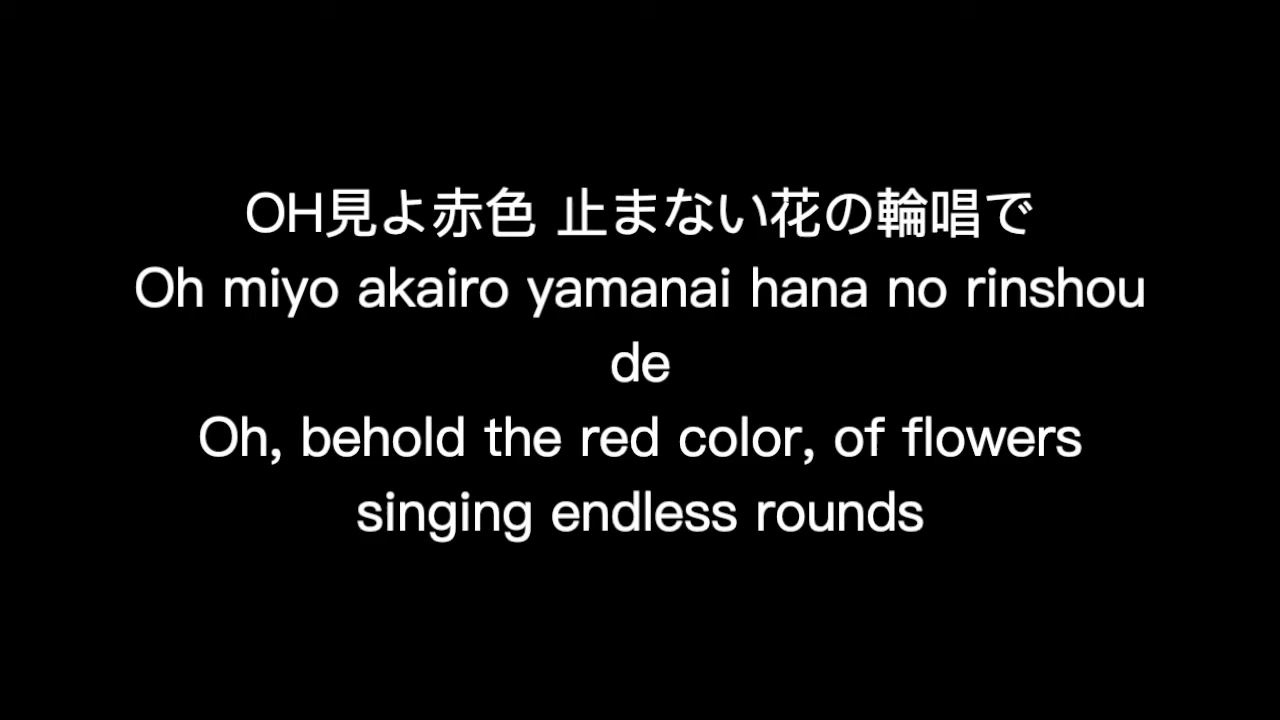 OH見よ赤色 止まない花の輪唱で
Oh miyo akairo yamanai hana no rinshou
de
Oh, behold the red color, of flowers
singing endless rounds